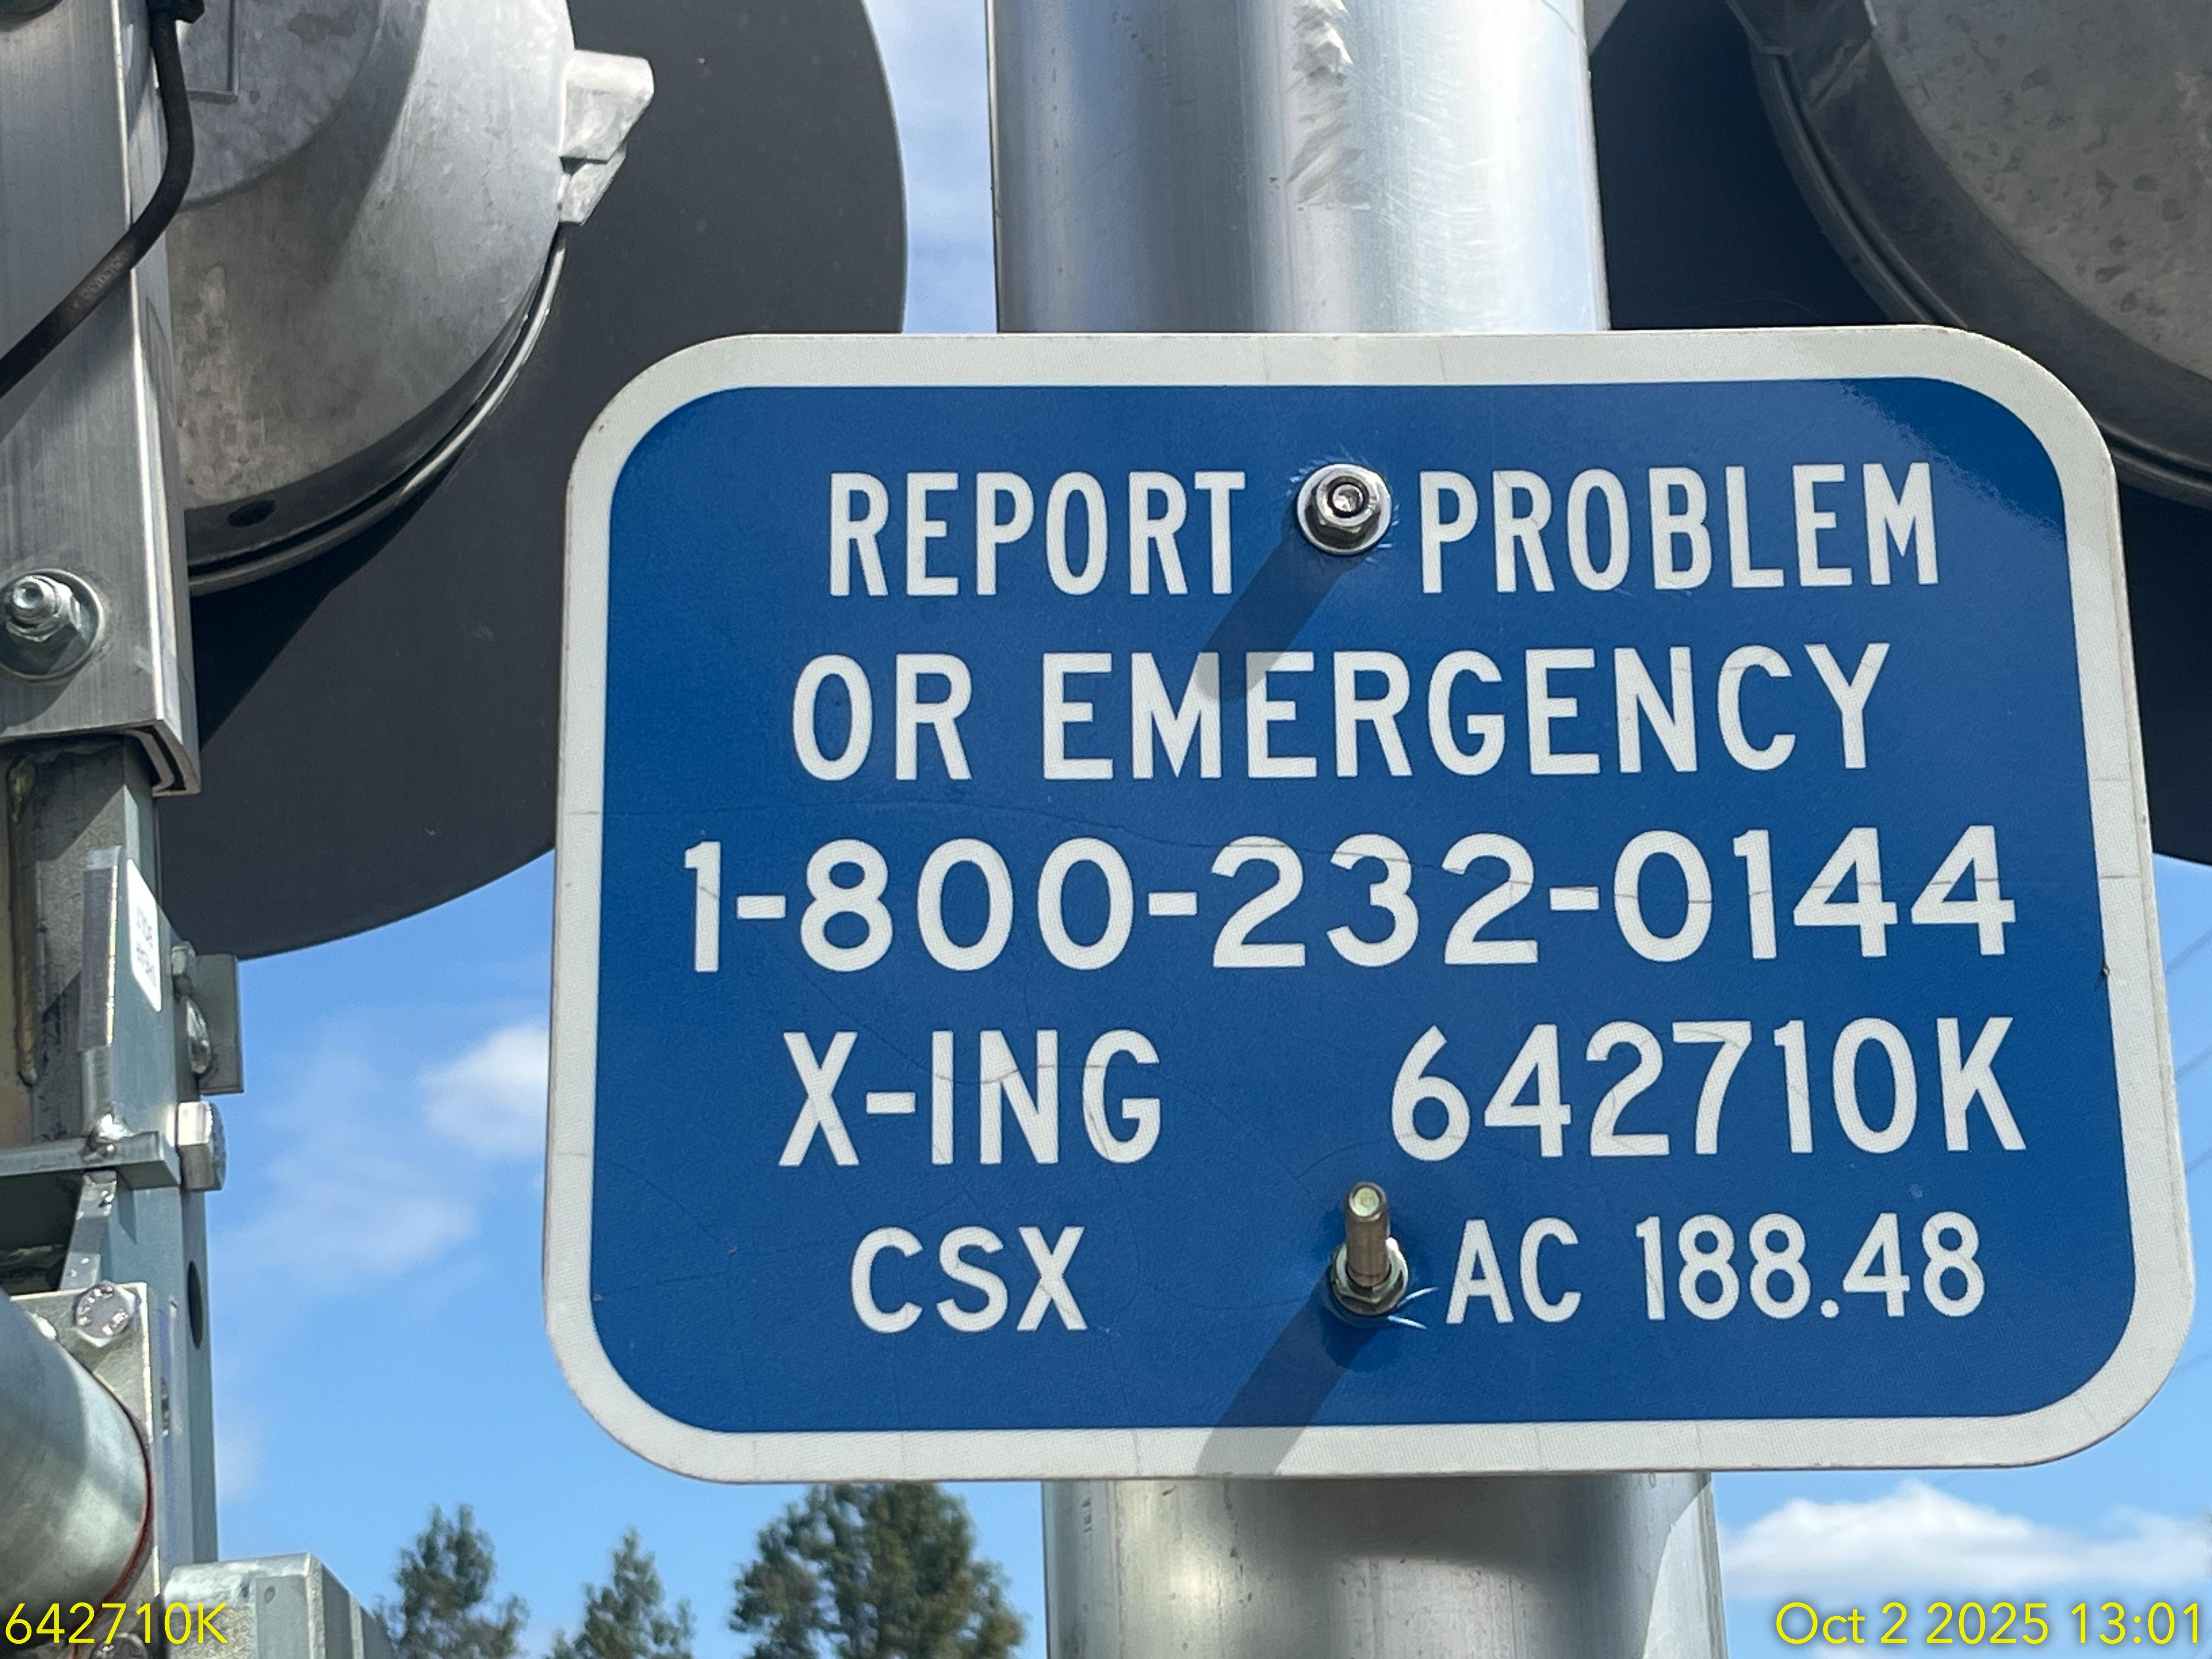 REPORT PROBLEM
OR EMERGENCY
1-800-232-0144
X-ING 642710K
CSX AC 188.48
642710K
Oct 2 2025 13:01